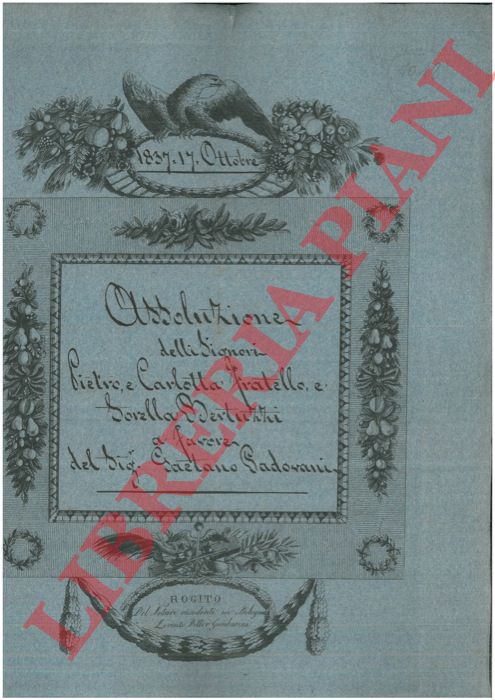 1837.17. Ottobre
Assoluzione
delli Signori
Pietro, e Carlotta Fratello, e
Sorella Bertuzzi
a favore
del Sig.r Gaetano Padovani
ROGITO
Del Notaro residente in Bologna
LIBRERIA PIANI